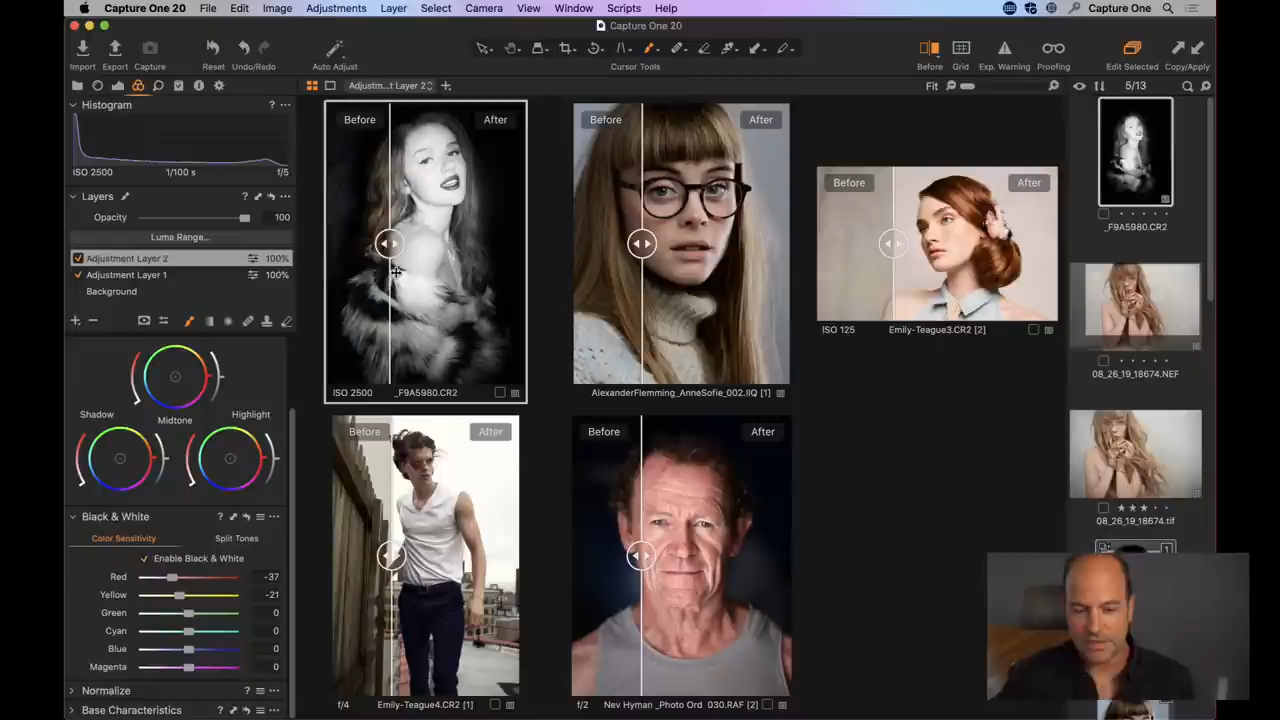 Capture One 20 File Edit Image Adjustments Layer Select Camera View Window Scripts Help Capture One
Capture One 20
Import Export Capture Reset Undo/Redo Auto Adjust Cursor Tools Before Grid Exp. Warning Proofing Edit Selected Copy/Apply
Adjustm...t Layer 2 Fit 5/13
Histogram
ISO 2500 1/100 s f/5
Layers
Opacity 100
Luma Range...
Adjustment Layer 2 100%
Adjustment Layer 1 100%
Background
Shadow Highlight
Midtone
Black & White
Color Sensitivity Split Tones
Enable Black & White
Red -37
Yellow -21
Green 0
Cyan 0
Blue 0
Magenta 0
Normalize
Base Characteristics
Before After
ISO 2500 _F9A5980.CR2
Before After
AlexanderFlemming_AnneSofie_002.IIQ [1]
Before After
ISO 125 Emily-Teague3.CR2 [2]
Before After
f/4 Emily-Teague4.CR2 [1]
Before After
f/2 Nev Hyman _Photo Ord 030.RAF [2]
_F9A5980.CR2
08_26_19_18674.NEF
08_26_19_18674.tif
1